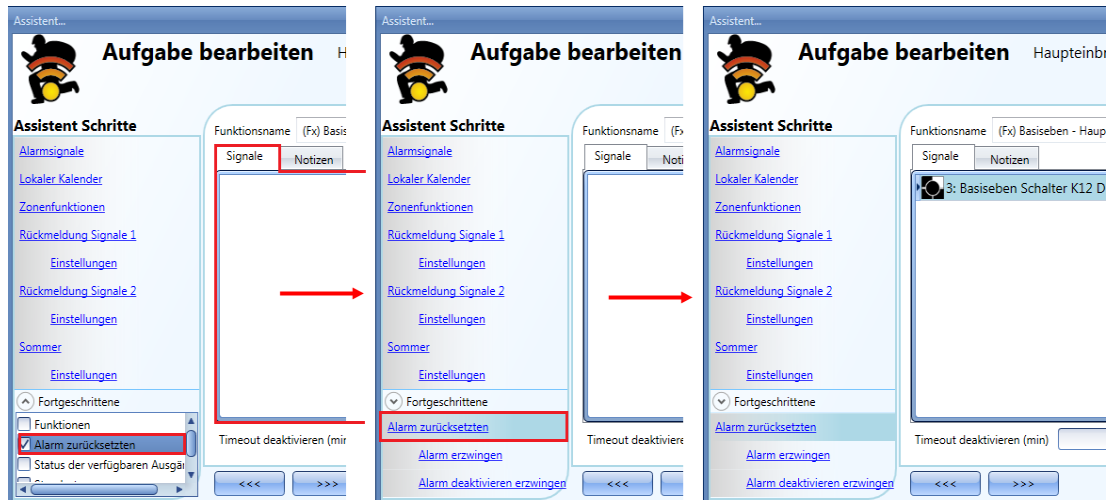 Assistent...
Aufgabe bearbeiten
Assistent Schritte
Alarmsignale
Lokaler Kalender
Zonenfunktionen
Rückmeldung Signale 1
Einstellungen
Rückmeldung Signale 2
Einstellungen
Sommer
Einstellungen
Fortgeschrittene
Funktionen
Alarm zurücksetzten
Status der verfügbaren Ausgä
Funktionsname (Fx) Basis
Signale Notizen
Timeout deaktivieren (mir
<<< >>>
Assistent...
Aufgabe bearbeiten
Assistent Schritte
Alarmsignale
Lokaler Kalender
Zonenfunktionen
Rückmeldung Signale 1
Einstellungen
Rückmeldung Signale 2
Einstellungen
Sommer
Einstellungen
Fortgeschrittene
Alarm zurücksetzten
Alarm erzwingen
Alarm deaktivieren erzwingen
Funktionsname (Fx
Signale Noti
Timeout deaktiviere
<<<
Assistent...
Aufgabe bearbeiten Haupteinbr
Assistent Schritte
Alarmsignale
Lokaler Kalender
Zonenfunktionen
Rückmeldung Signale 1
Einstellungen
Rückmeldung Signale 2
Einstellungen
Sommer
Einstellungen
Fortgeschrittene
Alarm zurücksetzten
Alarm erzwingen
Alarm deaktivieren erzwingen
Funktionsname (Fx) Basiseben - Haup
Signale Notizen
3: Basiseben Schalter K12 D
Timeout deaktivieren (min)
<<< >>>